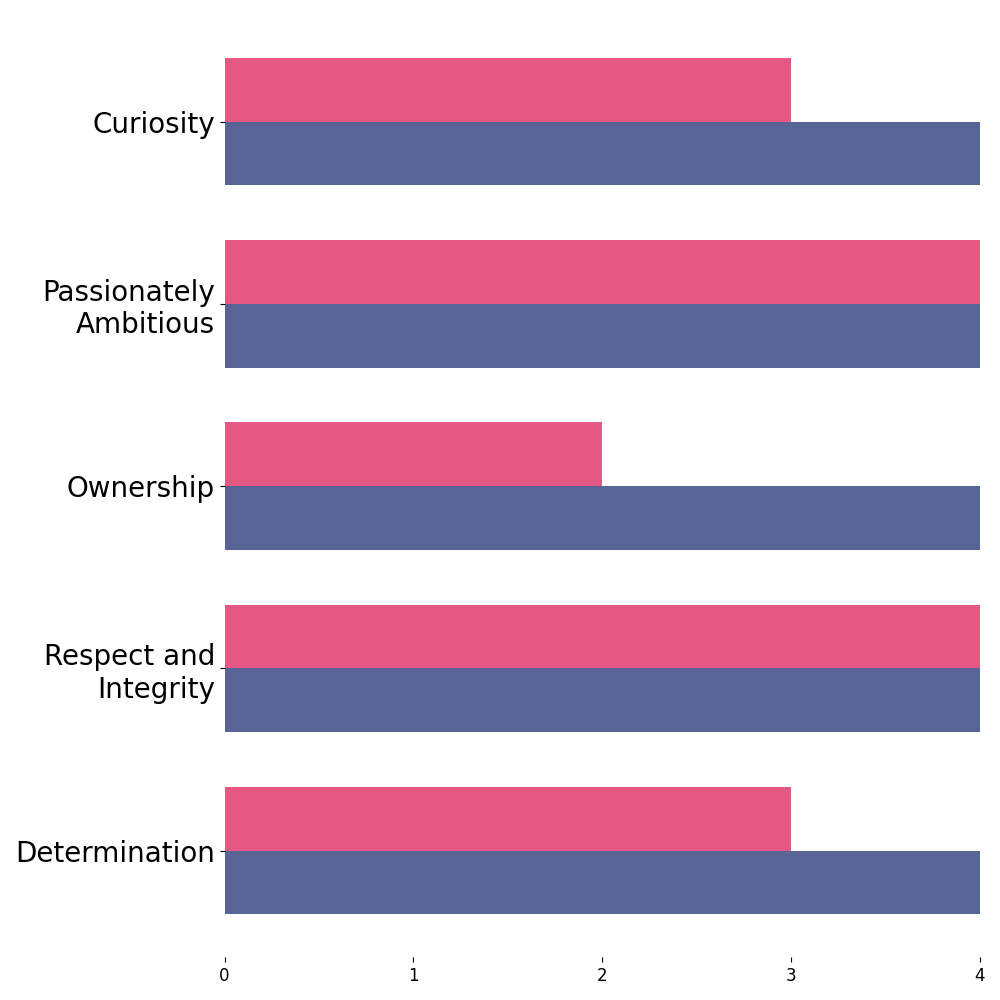 Curiosity
Passionately
Ambitious
Ownership
Respect and
Integrity
Determination
0 1 2 3 4